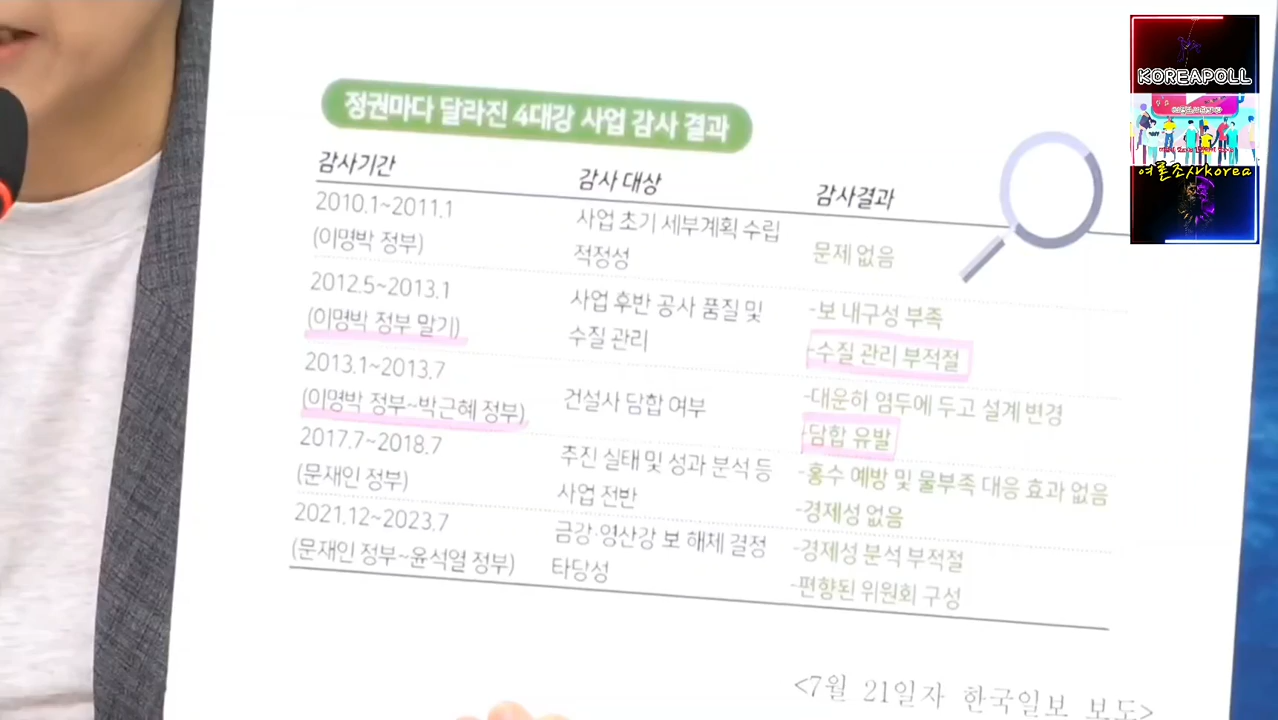 정권마다 달라진 4대강 사업 감사 결과
감사기간 감사 대상 감사결과
2010.1~2011.1
(이명박 정부)
사업 초기 세부계획 수립
적정성
문제 없음
2012.5~2013.1
(이명박 정부 말기)
사업 후반 공사 품질 및
수질 관리
-보 내구성 부족
-수질 관리 부적절
2013.1~2013.7
(이명박 정부~박근혜 정부)
건설사 담합 여부
-대운하 염두에 두고 설계 변경
-담합 유발
2017.7~2018.7
(문재인 정부)
추진 실태 및 성과 분석 등
사업 전반
-홍수 예방 및 물부족 대응 효과 없음
-경제성 없음
2021.12~2023.7
(문재인 정부~윤석열 정부)
금강·영산강 보 해체 결정
타당성
-경제성 분석 부적절
-편향된 위원회 구성
<7월 21일자 한국일보 보도>
KOREAPOLL
여론조사korea